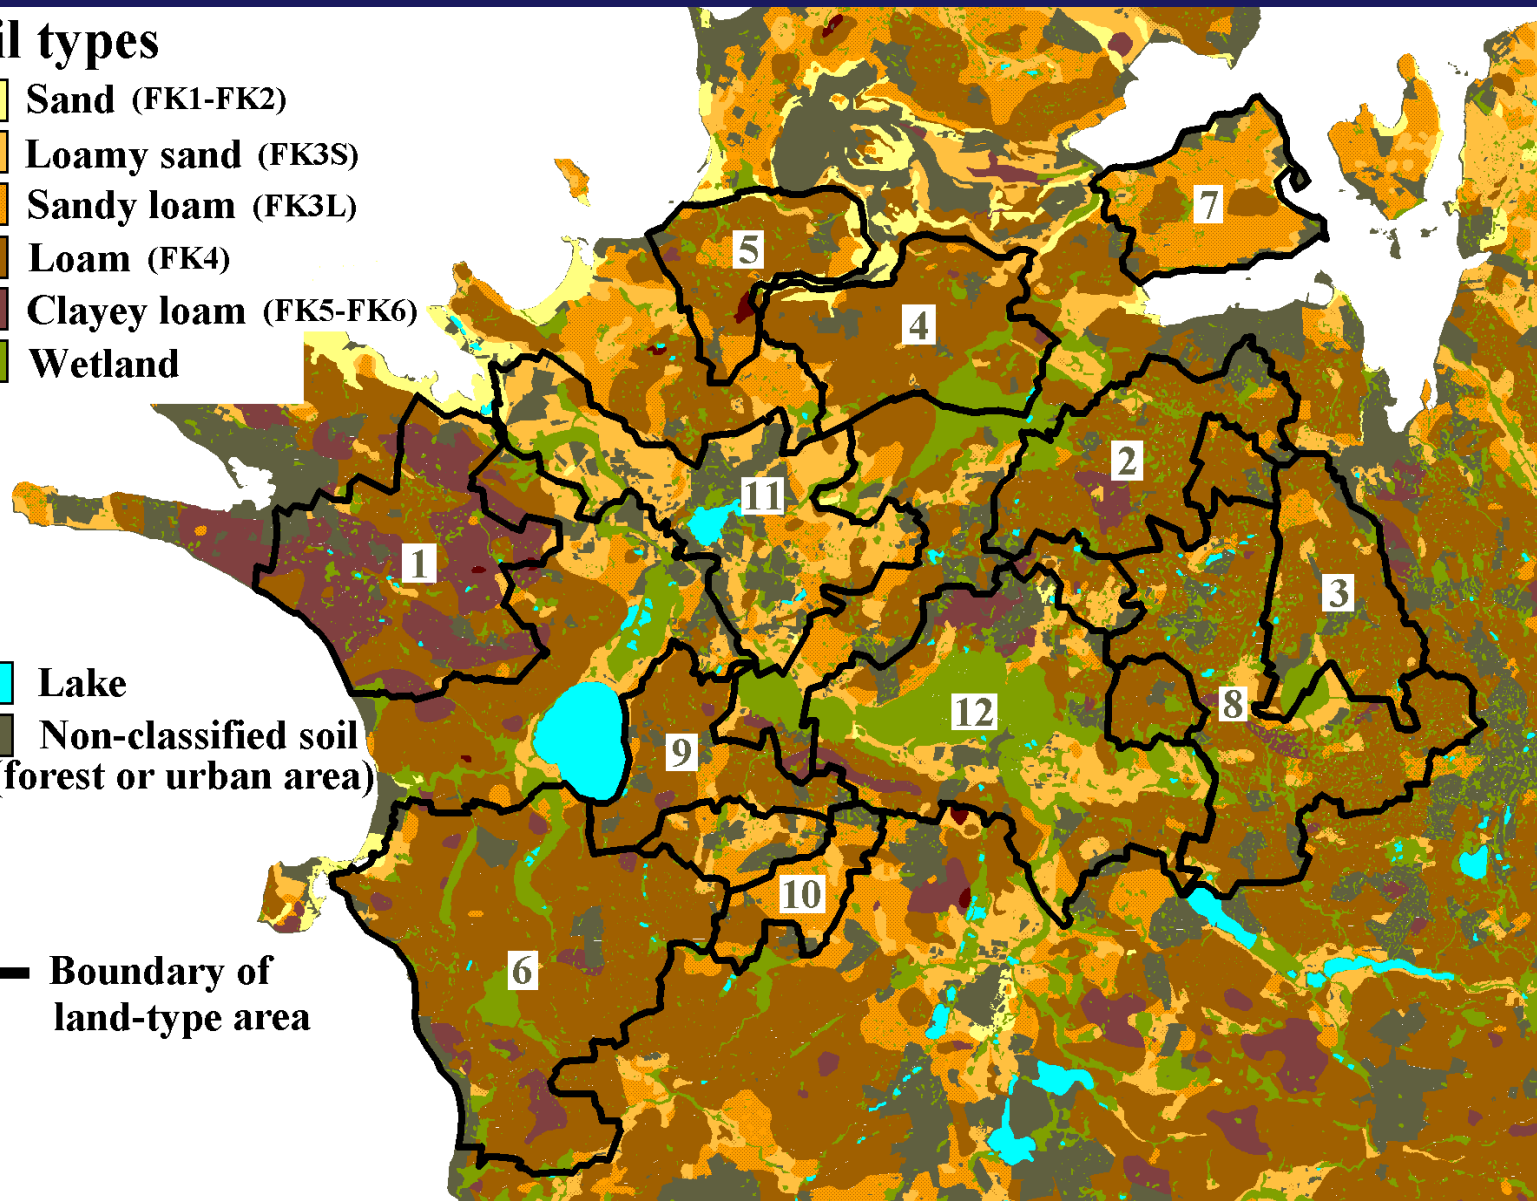 il types
Sand (FK1-FK2)
Loamy sand (FK3S)
Sandy loam (FK3L)
Loam (FK4)
Clayey loam (FK5-FK6)
Wetland
Lake
Non-classified soil
(forest or urban area)
Boundary of
land-type area
7
5
4
2
11
1
3
8
12
9
10
6